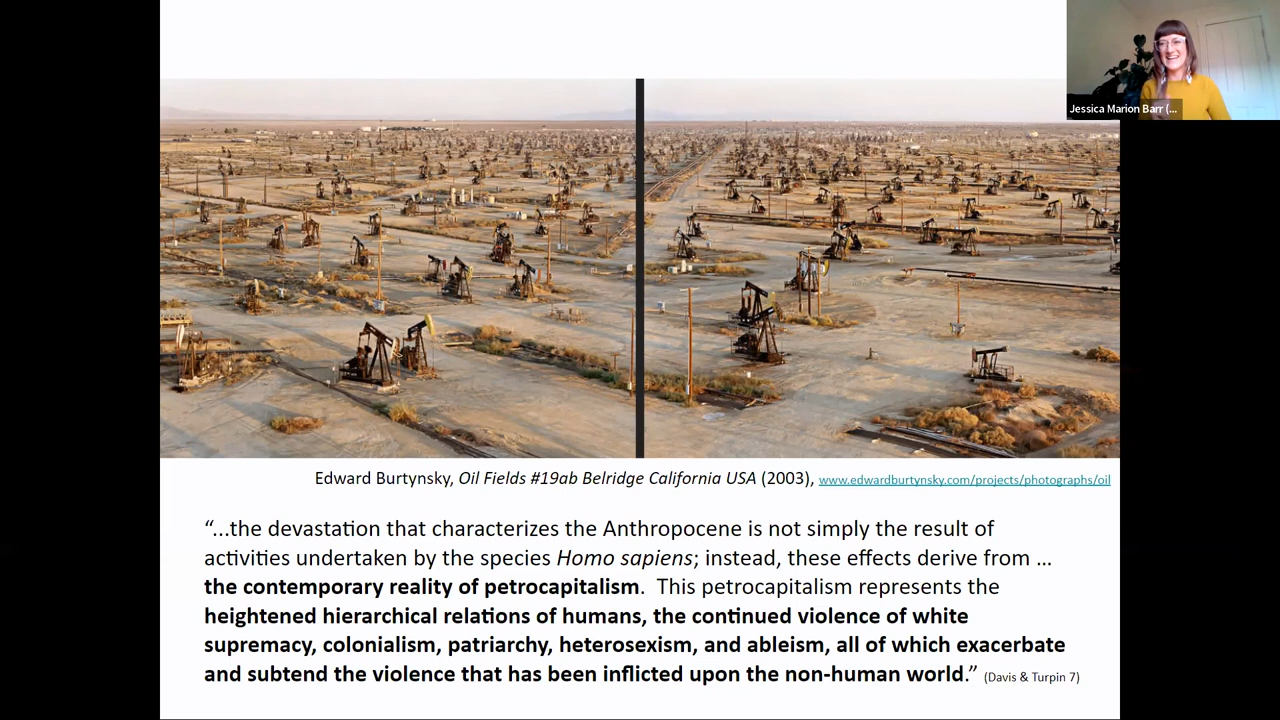 Jessica Marion Barr (...
Edward Burtynsky, Oil Fields #19ab Belridge California USA (2003), www.edwardburtynsky.com/projects/photographs/oil
“...the devastation that characterizes the Anthropocene is not simply the result of
activities undertaken by the species Homo sapiens; instead, these effects derive from …
the contemporary reality of petrocapitalism.  This petrocapitalism represents the
heightened hierarchical relations of humans, the continued violence of white
supremacy, colonialism, patriarchy, heterosexism, and ableism, all of which exacerbate
and subtend the violence that has been inflicted upon the non-human world.” (Davis & Turpin 7)